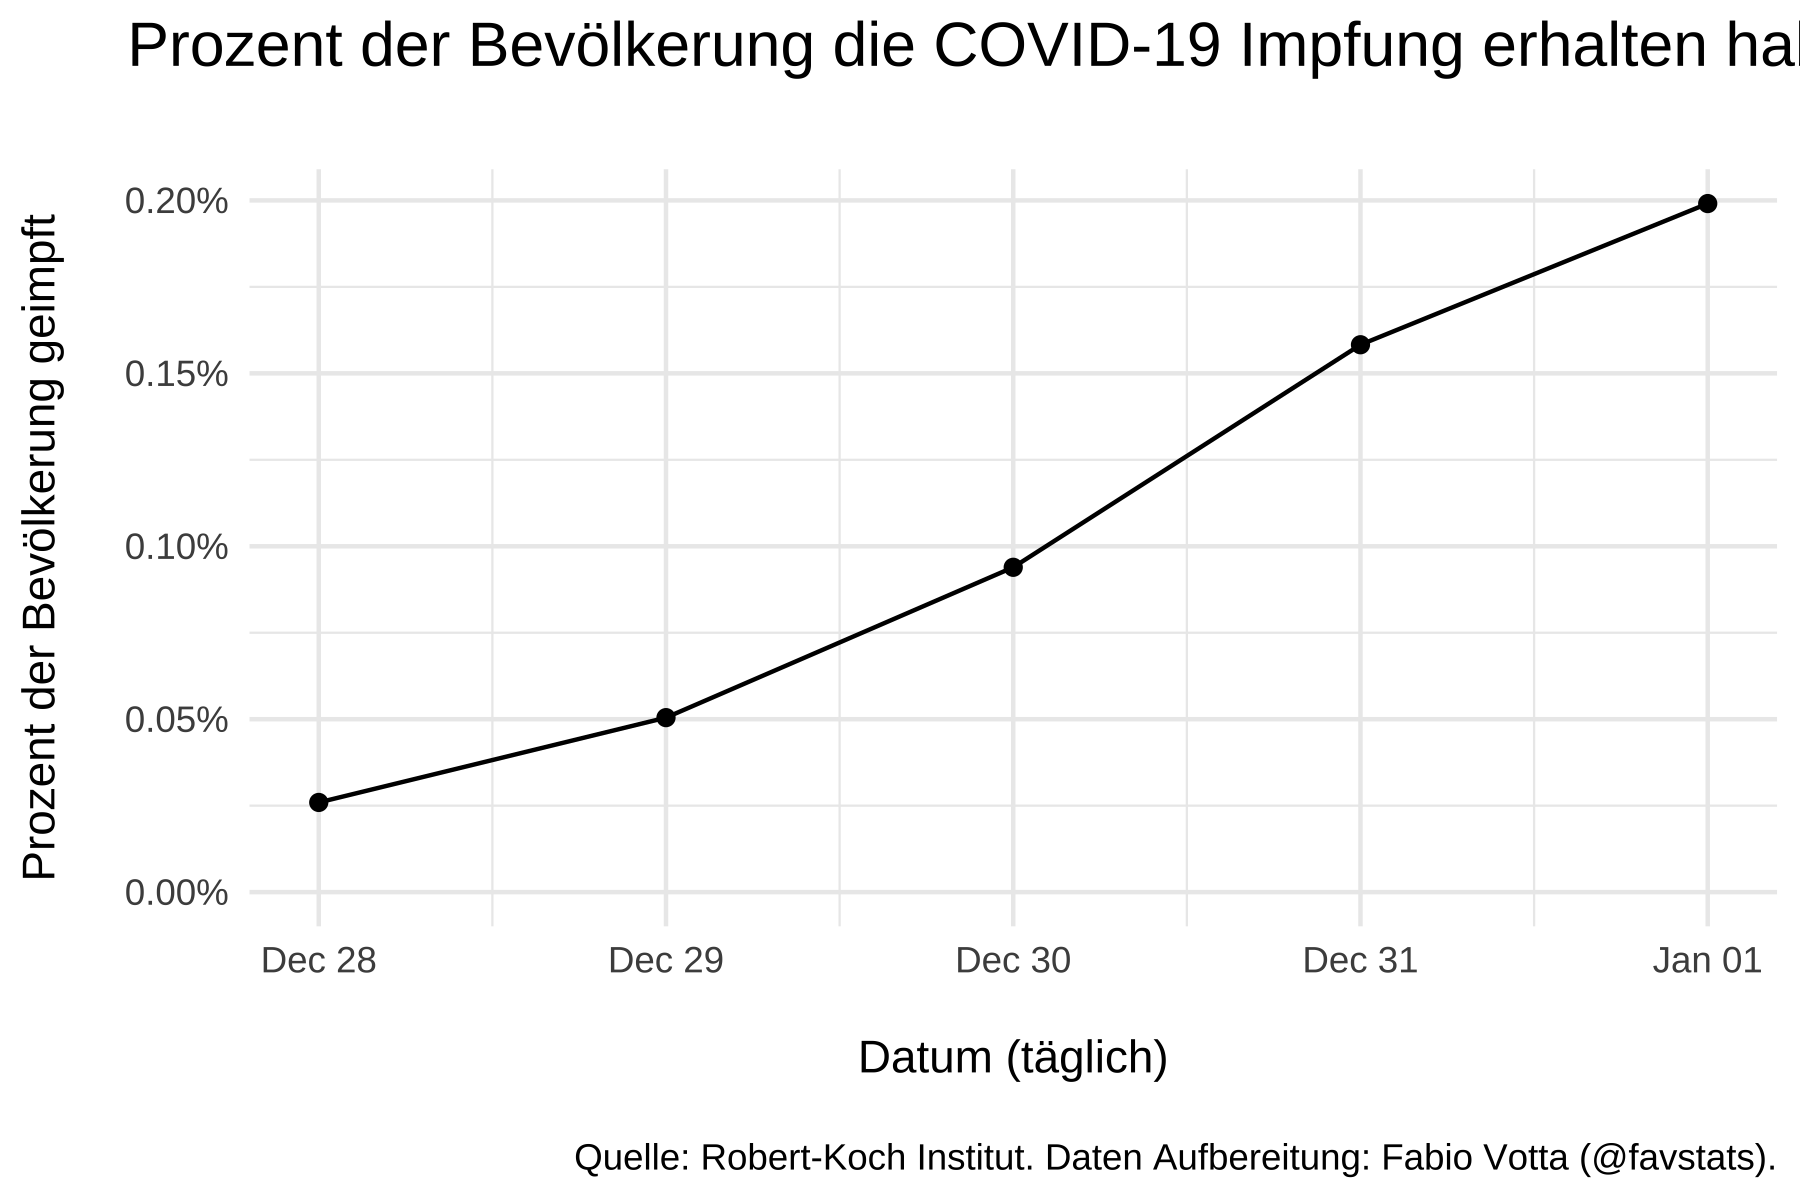 Prozent der Bevölkerung die COVID-19 Impfung erhalten
Prozent der Bevölkerung geimpft
0.20%
0.15%
0.10%
0.05%
0.00%
Dec 28 Dec 29 Dec 30 Dec 31 Jan 01
Datum (täglich)
Quelle: Robert-Koch Institut. Daten Aufbereitung: Fabio Votta (@favstats).